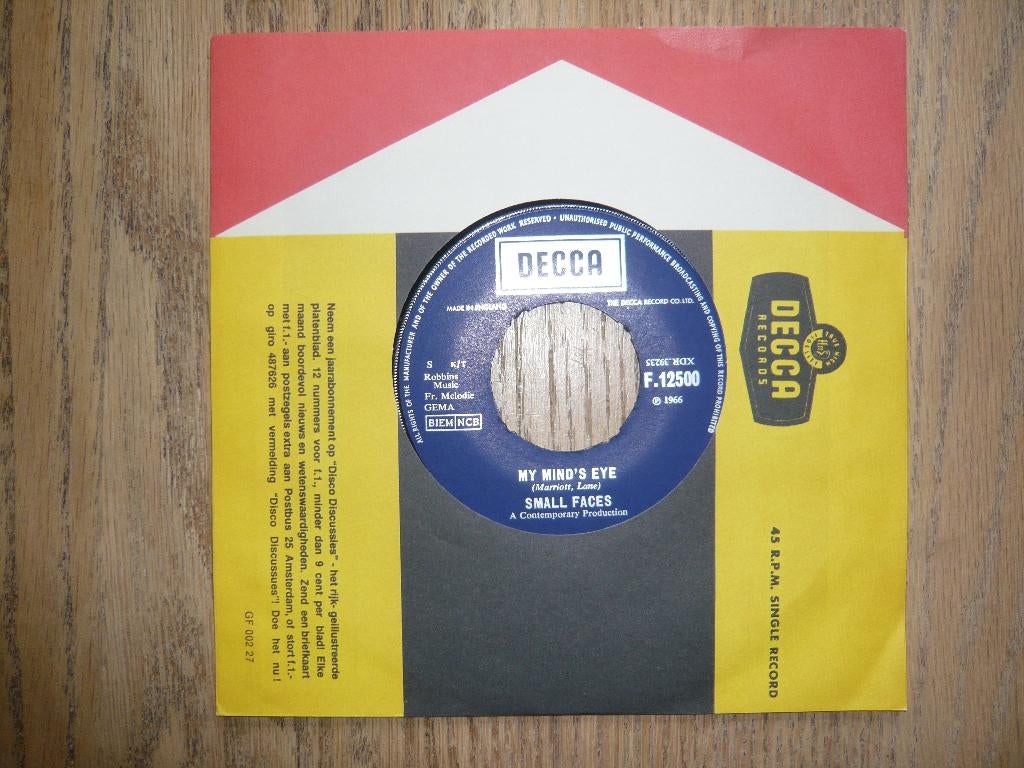 ALL RIGHTS OF THE MANUFACTURER AND OF THE OWNER OF THE RECORDED WORK RESERVED • UNAUTHORISED PUBLIC PERFORMANCE BROADCASTING AND COPYING OF THIS RECORD PROHIBITED
DECCA
MADE IN ENGLAND
THE DECCA RECORD CO. LTD.
S K/T
Robbins
Music
Fr. Melodie
GEMA
BIEM NCB
XDR.39235
F.12500
℗ 1966
MY MIND'S EYE
(Marriott, Lane)
SMALL FACES
A Contemporary Production
DECCA
RECORDS
45 R.P.M. SINGLE RECORD
Neem een jaarabonnement op "Disco Discussies" - het rijk- geillustreerde
platenblad. 12 nummers voor f.1., minder dan 9 cent per blad! Elke
maand boordevol nieuws en wetenswaardigheden. Zend een briefkaart
met f.1.- aan postzegels extra aan Postbus 25 Amsterdam, of stort f.1.-
op giro 487626 met vermelding "Disco Discussues"! Doe het nu!
GF 002 27